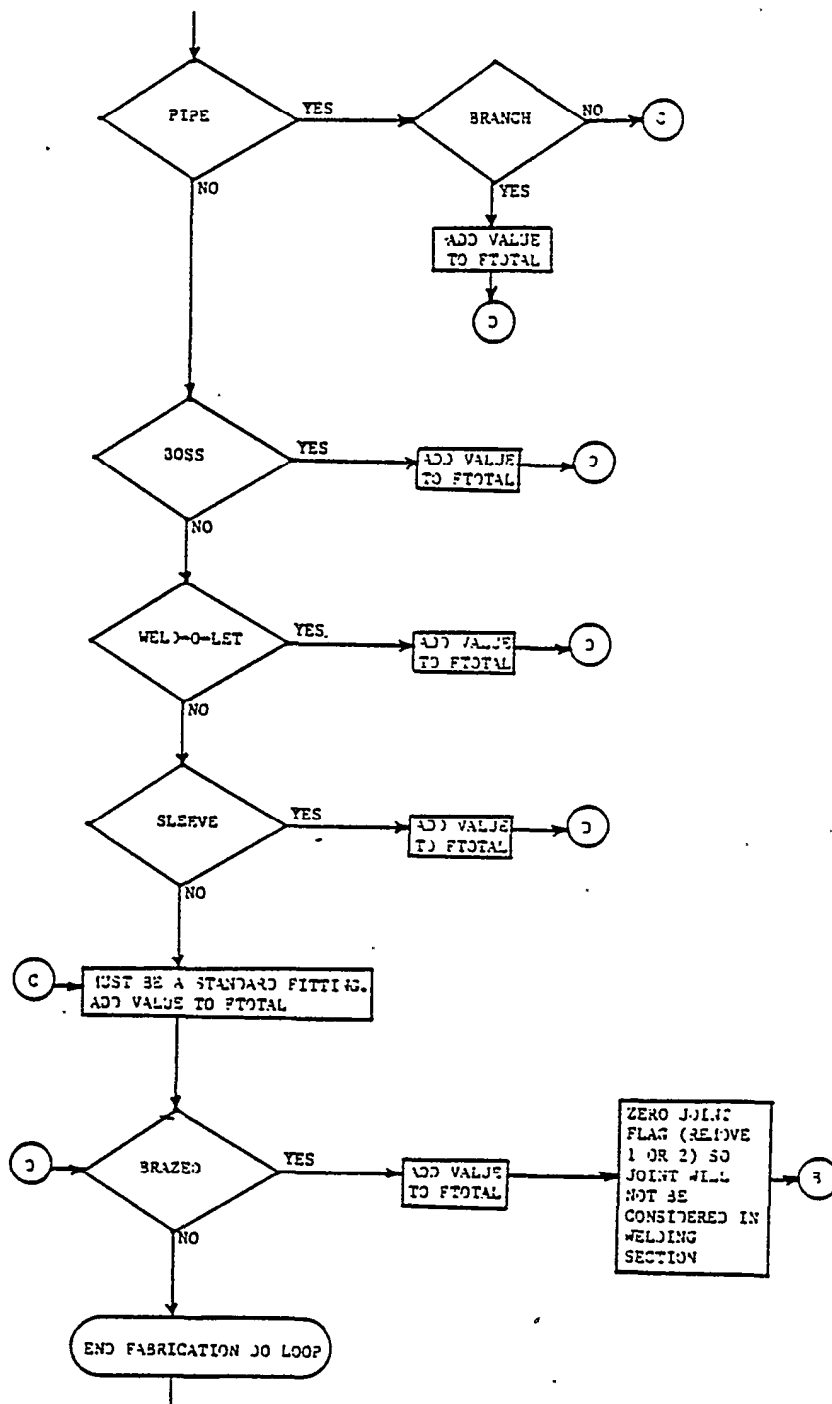 PIPE
YES
BRANCH
NO
C
NO
YES
ADD VALUE
TO FTOTAL
D
BOSS
YES
ADD VALUE
TO FTOTAL
D
NO
WELD-O-LET
YES
ADD VALUE
TO FTOTAL
D
NO
SLEEVE
YES
ADD VALUE
TO FTOTAL
D
NO
C
MUST BE A STANDARD FITTING.
ADD VALUE TO FTOTAL
D
BRAZED
YES
ADD VALUE
TO FTOTAL
ZERO JOINT
FLAG (REMOVE
1 OR 2) SO
JOINT WILL
NOT BE
CONSIDERED IN
WELDING
SECTION
B
NO
END FABRICATION DO LOOP